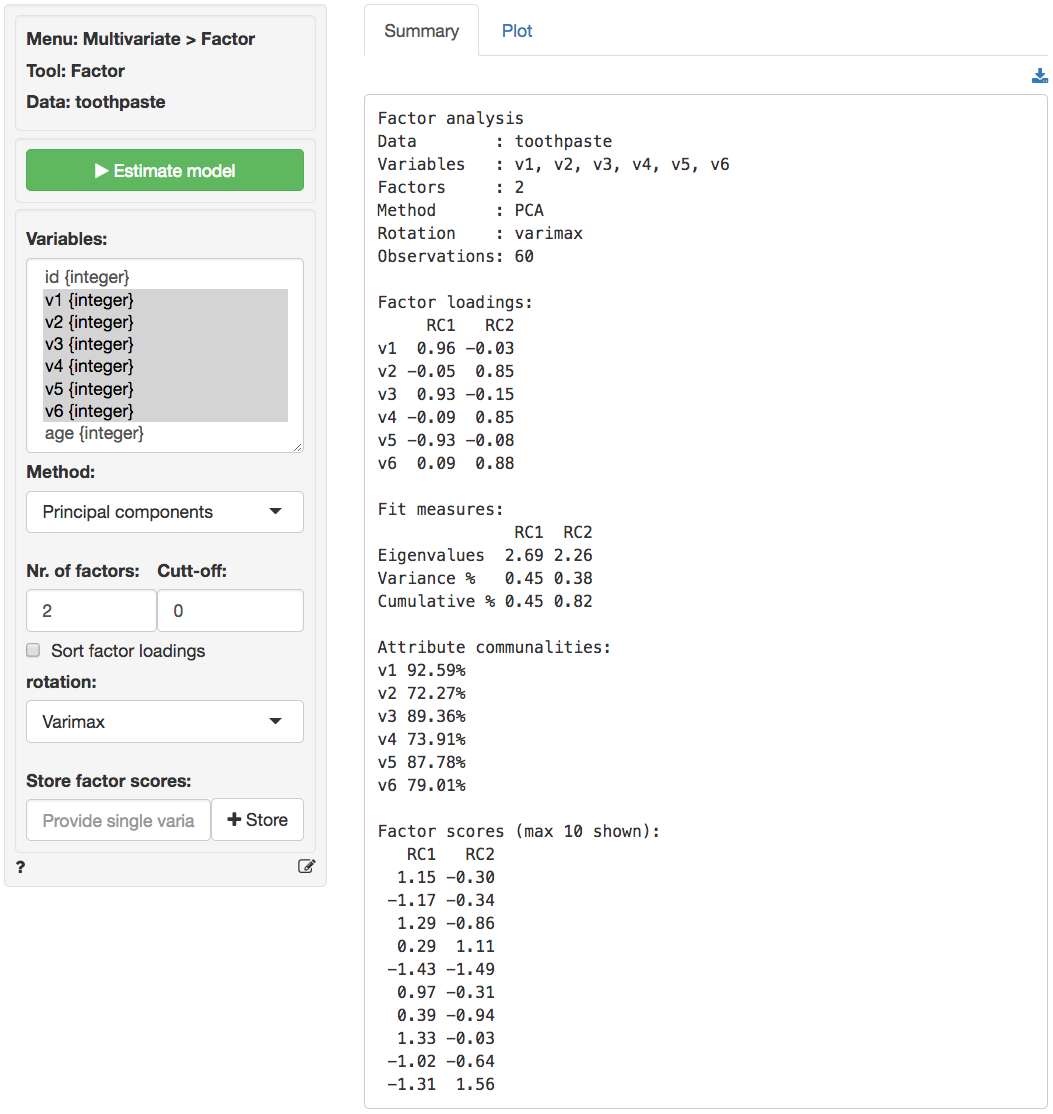 Menu: Multivariate > Factor
Tool: Factor
Data: toothpaste
Estimate model
Variables:
id {integer}
v1 {integer}
v2 {integer}
v3 {integer}
v4 {integer}
v5 {integer}
v6 {integer}
age {integer}
Method:
Principal components
Nr. of factors: Cutt-off:
2 0
Sort factor loadings
rotation:
Varimax
Store factor scores:
Provide single varia + Store
?
Summary Plot
Factor analysis
Data : toothpaste
Variables : v1, v2, v3, v4, v5, v6
Factors : 2
Method : PCA
Rotation : varimax
Observations: 60
Factor loadings:
RC1 RC2
v1 0.96 -0.03
v2 -0.05 0.85
v3 0.93 -0.15
v4 -0.09 0.85
v5 -0.93 -0.08
v6 0.09 0.88
Fit measures:
RC1 RC2
Eigenvalues 2.69 2.26
Variance % 0.45 0.38
Cumulative % 0.45 0.82
Attribute communalities:
v1 92.59%
v2 72.27%
v3 89.36%
v4 73.91%
v5 87.78%
v6 79.01%
Factor scores (max 10 shown):
RC1 RC2
1.15 -0.30
-1.17 -0.34
1.29 -0.86
0.29 1.11
-1.43 -1.49
0.97 -0.31
0.39 -0.94
1.33 -0.03
-1.02 -0.64
-1.31 1.56